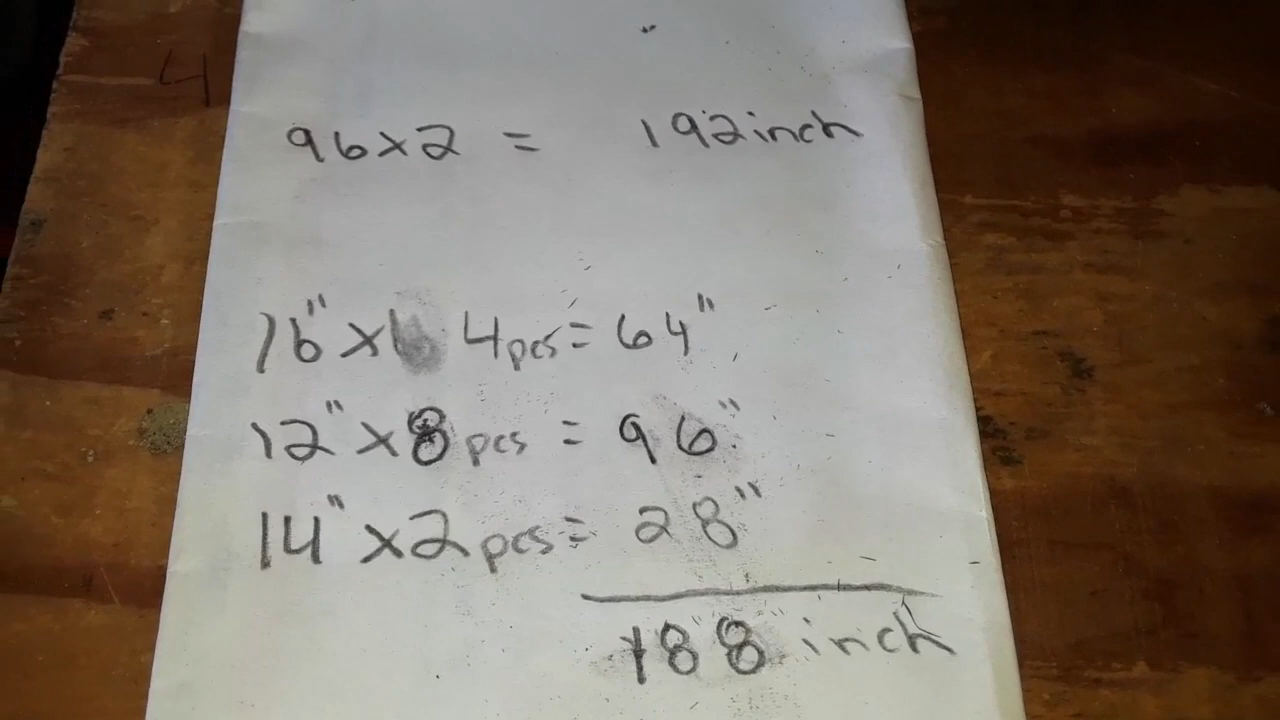 4
96x2 = 192inch
16"x 4pcs= 64"
12"x8pcs = 96"
14"x2pcs= 28"
188 inch